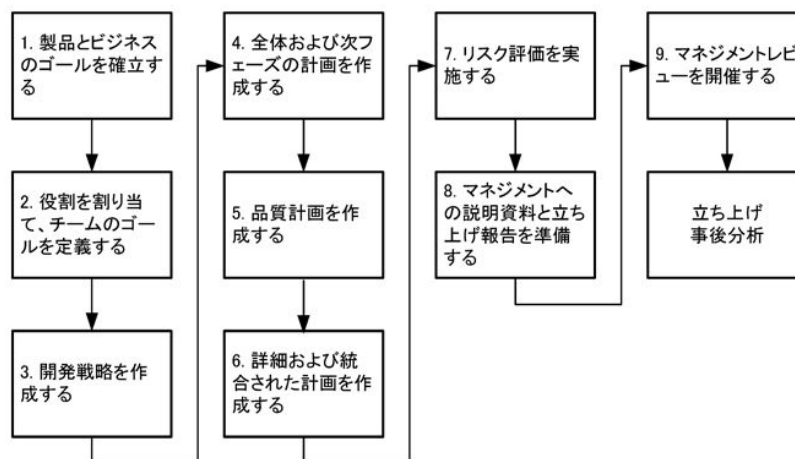 1. 製品とビジネス
のゴールを確立す
る
2. 役割を割り当
て、チームのゴー
ルを定義する
3. 開発戦略を作
成する
4. 全体および次フ
ェーズの計画を作
成する
5. 品質計画を作
成する
6. 詳細および統
合された計画を作
成する
7. リスク評価を実
施する
8. マネジメントへ
の説明資料と立ち
上げ報告を準備
する
9. マネジメントレビ
ューを開催する
立ち上げ
事後分析